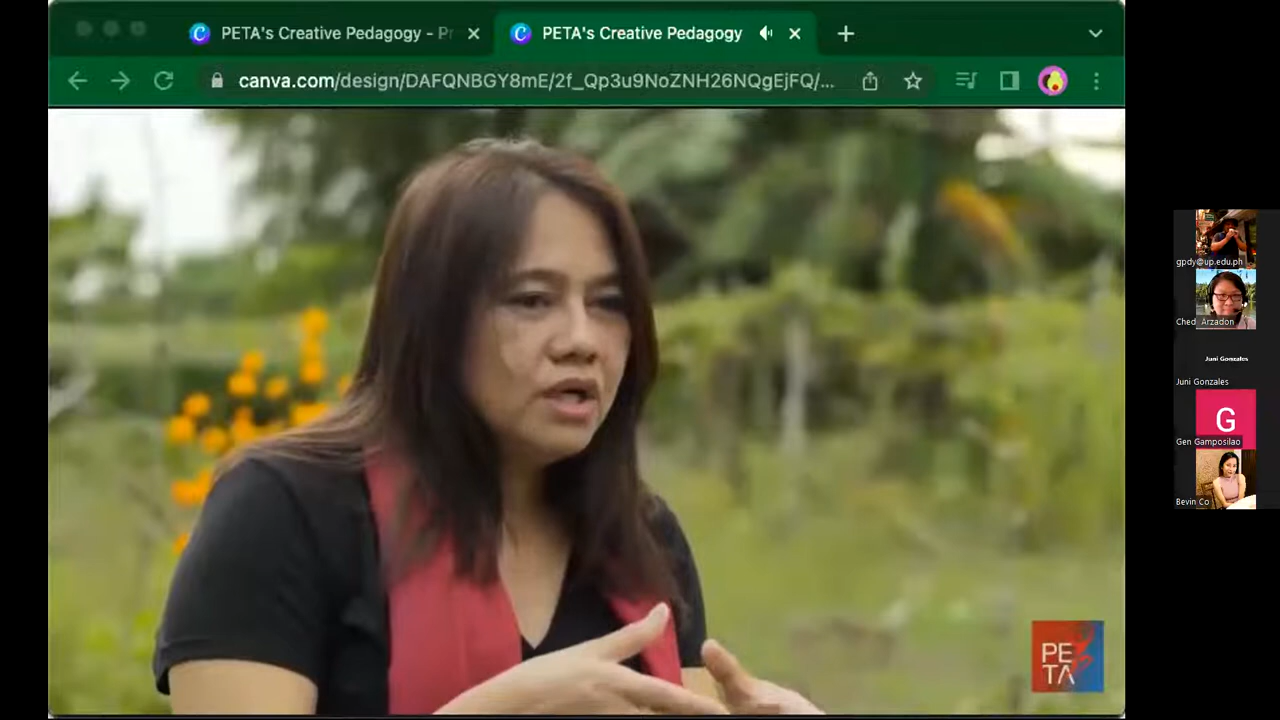 PETA's Creative Pedagogy - Pr
PETA's Creative Pedagogy
canva.com/design/DAFQNBGY8mE/2f_Qp3u9NoZNH26NQgEjFQ/...
gpdy@up.edu.ph
Ched Arzadon
Juni Gonzales
Juni Gonzales
G
Gen Gamposilao
Bevin Co
PE
TA